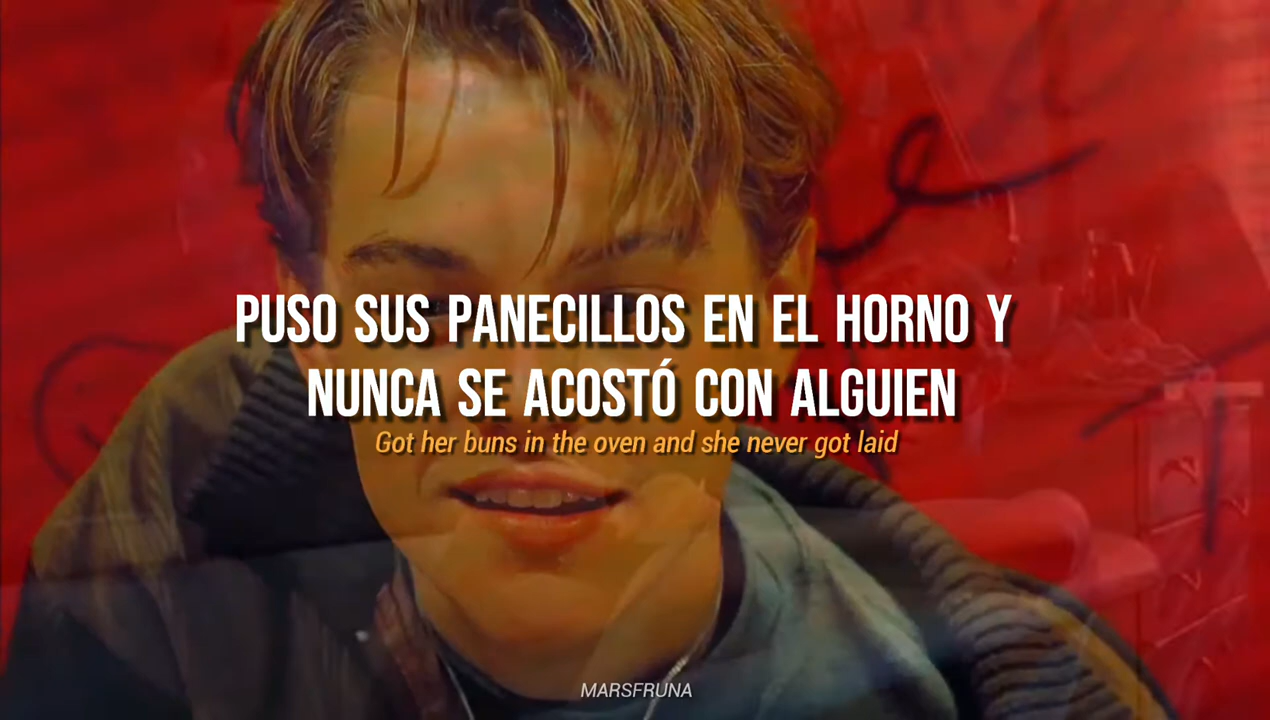 PUSO SUS PANECILLOS EN EL HORNO Y
NUNCA SE ACOSTÓ CON ALGUIEN
Got her buns in the oven and she never got laid
MARSFRUNA